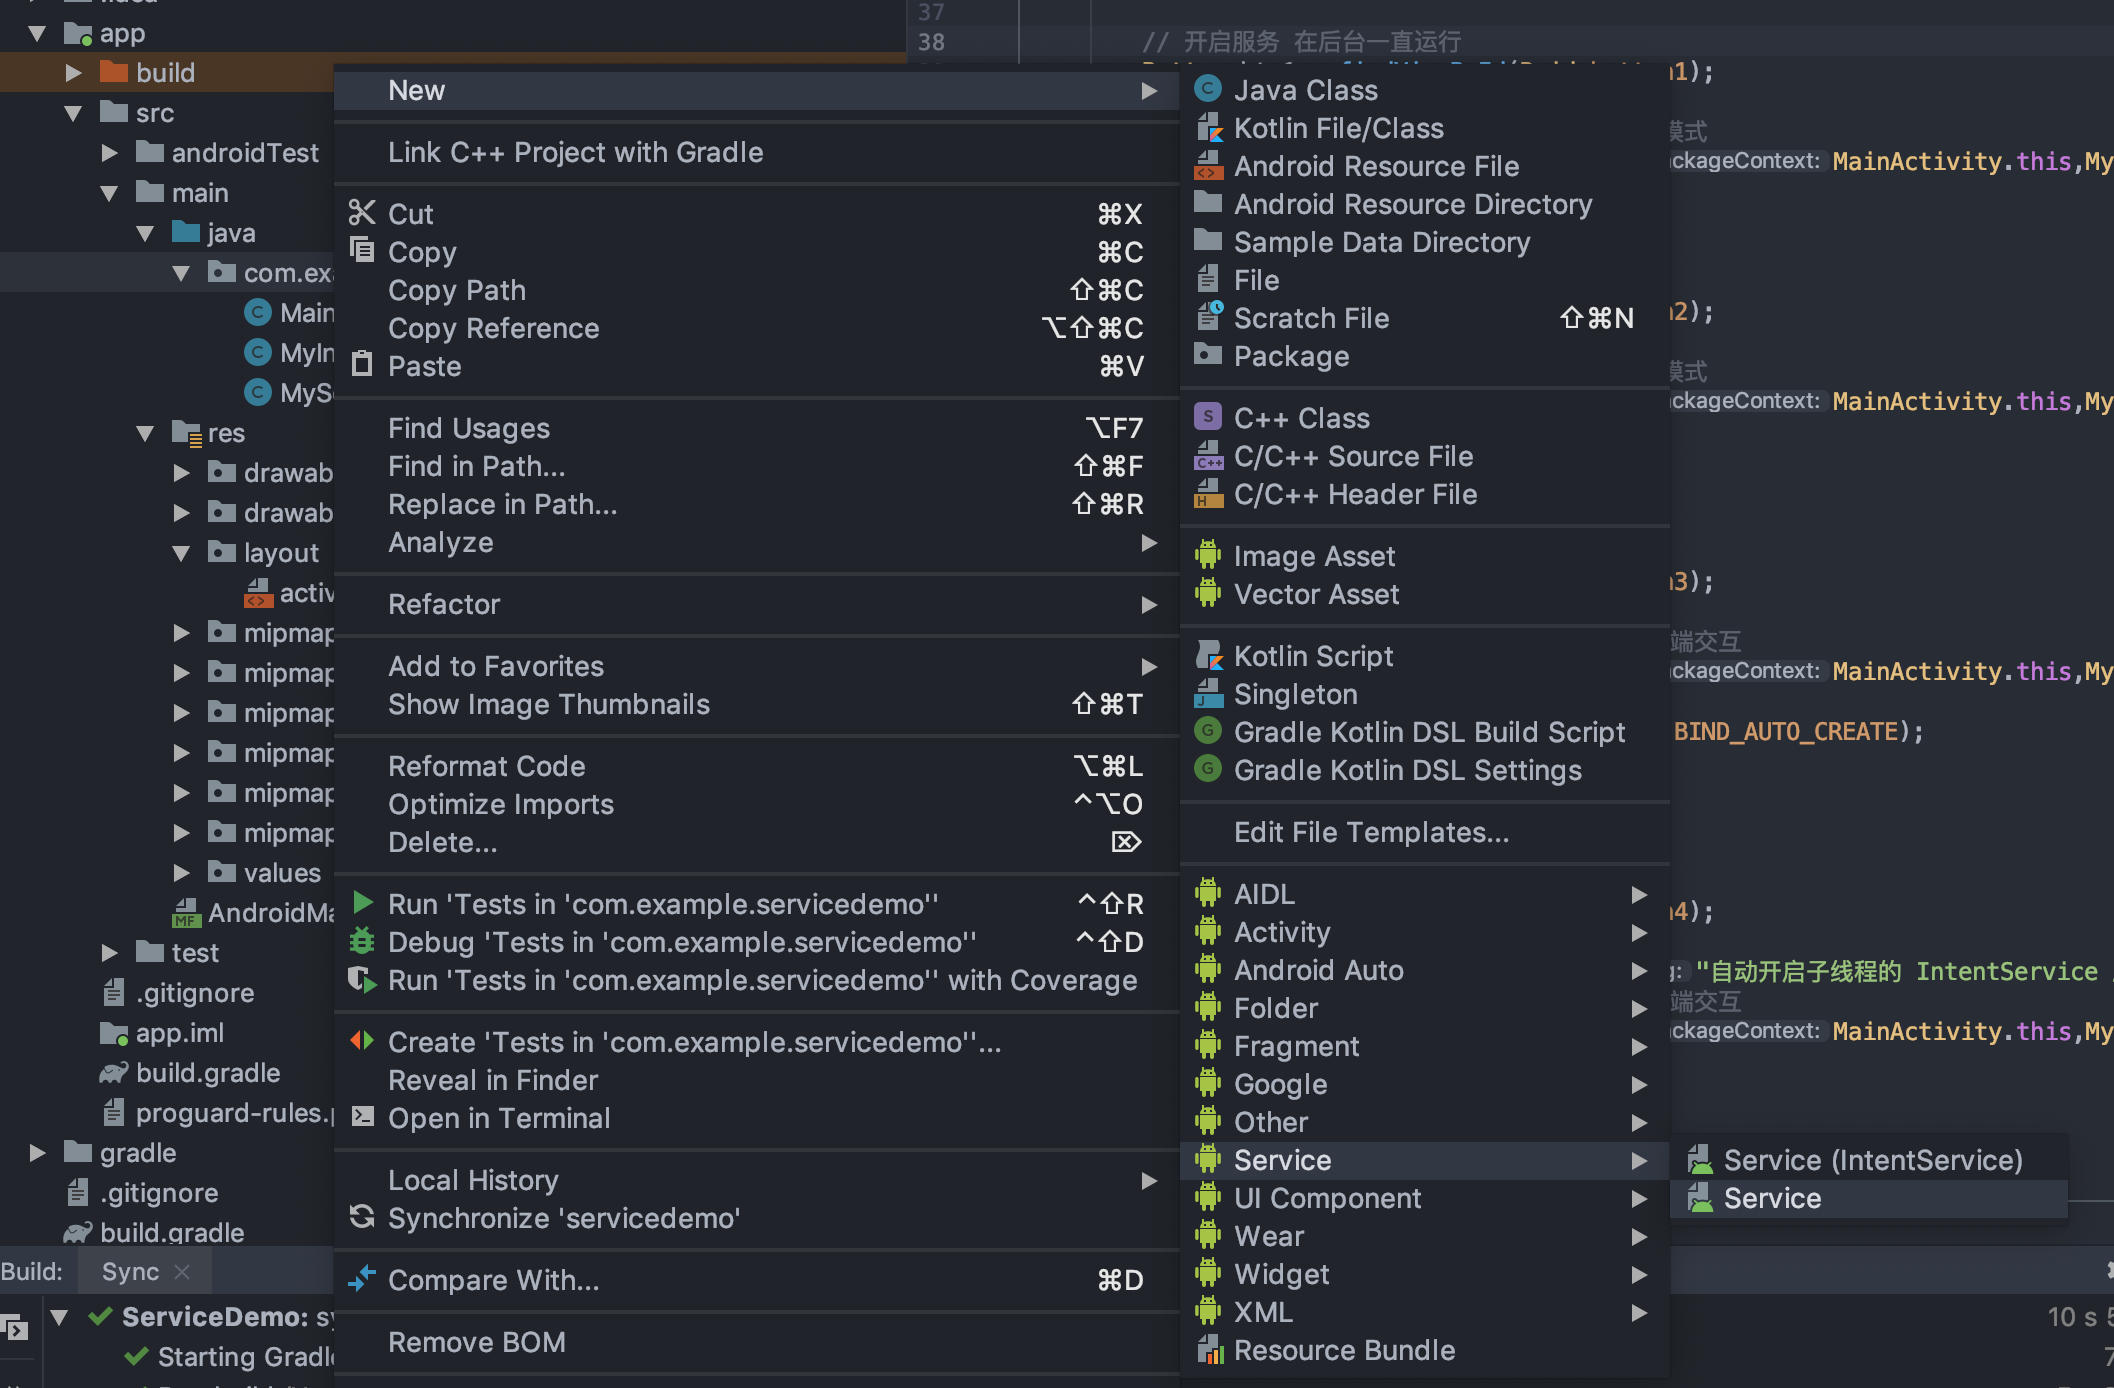 app
build
src
androidTest
main
java
com.exa
Main
MyIn
MyS
res
drawab
drawab
layout
activ
mipmap
mipmap
mipmap
mipmap
mipmap
mipmap
values
AndroidMa
test
.gitignore
app.iml
build.gradle
proguard-rules.
gradle
.gitignore
build.gradle
Build: Sync
ServiceDemo:
Starting Gradle
New
Link C++ Project with Gradle
Cut ⌘X
Copy ⌘C
Copy Path ⇧⌘C
Copy Reference ⌥⇧⌘C
Paste ⌘V
Find Usages ⌥F7
Find in Path... ⇧⌘F
Replace in Path... ⇧⌘R
Analyze
Refactor
Add to Favorites
Show Image Thumbnails ⇧⌘T
Reformat Code ⌥⌘L
Optimize Imports ^⌥O
Delete... ⌦
Run 'Tests in 'com.example.servicedemo'' ^⇧R
Debug 'Tests in 'com.example.servicedemo'' ^⇧D
Run 'Tests in 'com.example.servicedemo'' with Coverage
Create 'Tests in 'com.example.servicedemo''...
Reveal in Finder
Open in Terminal
Local History
Synchronize 'servicedemo'
Compare With... ⌘D
Remove BOM
Java Class
Kotlin File/Class
Android Resource File
Android Resource Directory
Sample Data Directory
File
Scratch File ⇧⌘N
Package
C++ Class
C/C++ Source File
C/C++ Header File
Image Asset
Vector Asset
Kotlin Script
Singleton
Gradle Kotlin DSL Build Script
Gradle Kotlin DSL Settings
Edit File Templates...
AIDL
Activity
Android Auto
Folder
Fragment
Google
Other
Service
UI Component
Wear
Widget
XML
Resource Bundle
Service (IntentService)
Service
37
38 // 开启服务 在后台一直运行
1);
模式
ckageContext: MainActivity.this,My
2);
模式
ckageContext: MainActivity.this,My
3);
端交互
ckageContext: MainActivity.this,My
BIND_AUTO_CREATE);
4);
g: "自动开启子线程的 IntentService
端交互
ckageContext: MainActivity.this,My
10 s